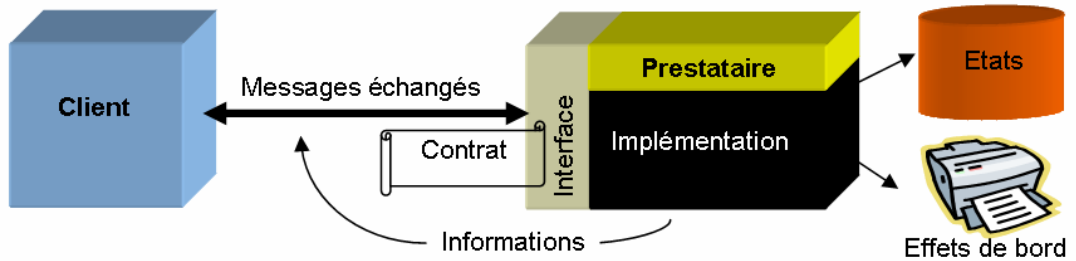 Client
Messages échangés
Contrat
Interface
Prestataire
Implémentation
Informations
Etats
Effets de bord